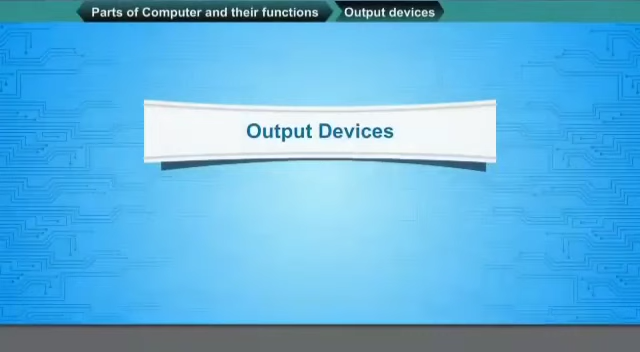 Parts of Computer and their functions Output devices
Output Devices